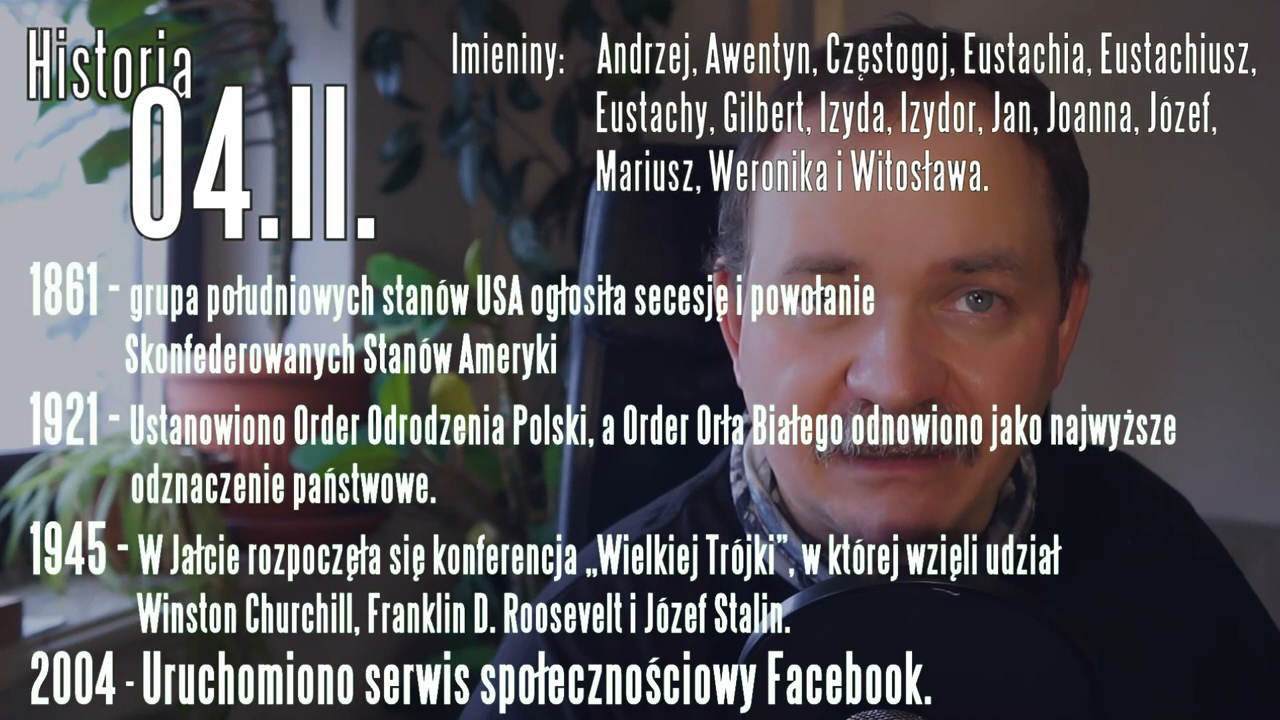 Historia
04.II.
Imieniny: Andrzej, Awentyn, Częstogoj, Eustachia, Eustachiusz,
Eustachy, Gilbert, Izyda, Izydor, Jan, Joanna, Józef,
Mariusz, Weronika i Witosława.
1861 - grupa południowych stanów USA ogłosiła secesję i powołanie
Skonfederowanych Stanów Ameryki
1921 - Ustanowiono Order Odrodzenia Polski, a Order Orła Białego odnowiono jako najwyższe
odznaczenie państwowe.
1945 - W Jałcie rozpoczęła się konferencja „Wielkiej Trójki”, w której wzięli udział
Winston Churchill, Franklin D. Roosevelt i Józef Stalin.
2004 - Uruchomiono serwis społecznościowy Facebook.